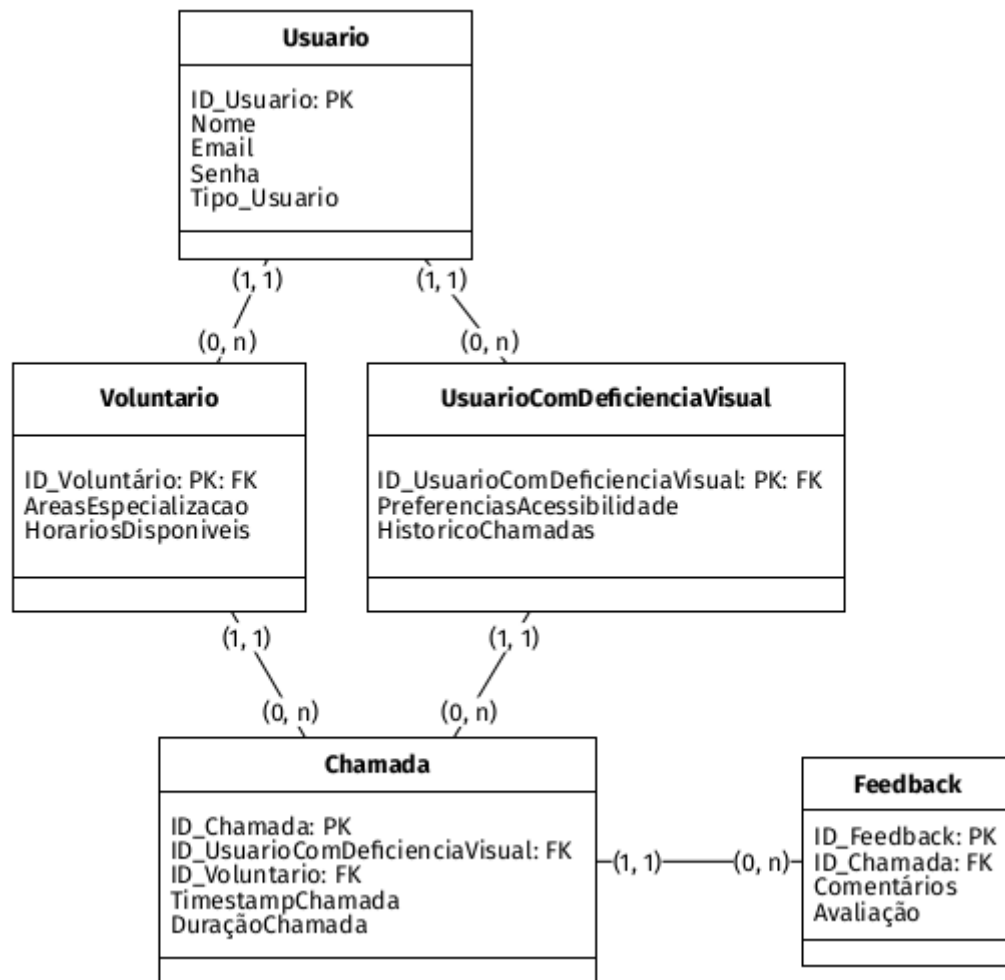 Usuario
ID_Usuario: PK
Nome
Email
Senha
Tipo_Usuario
(1, 1)
(1, 1)
(0, n)
(0, n)
Voluntario
ID_Voluntário: PK: FK
AreasEspecializacao
HorariosDisponiveis
UsuarioComDeficienciaVisual
ID_UsuarioComDeficienciaVisual: PK: FK
PreferenciasAcessibilidade
HistoricoChamadas
(1, 1)
(1, 1)
(0, n)
(0, n)
Chamada
ID_Chamada: PK
ID_UsuarioComDeficienciaVisual: FK
ID_Voluntario: FK
TimestampChamada
DuraçãoChamada
(1, 1)
(0, n)
Feedback
ID_Feedback: PK
ID_Chamada: FK
Comentários
Avaliação